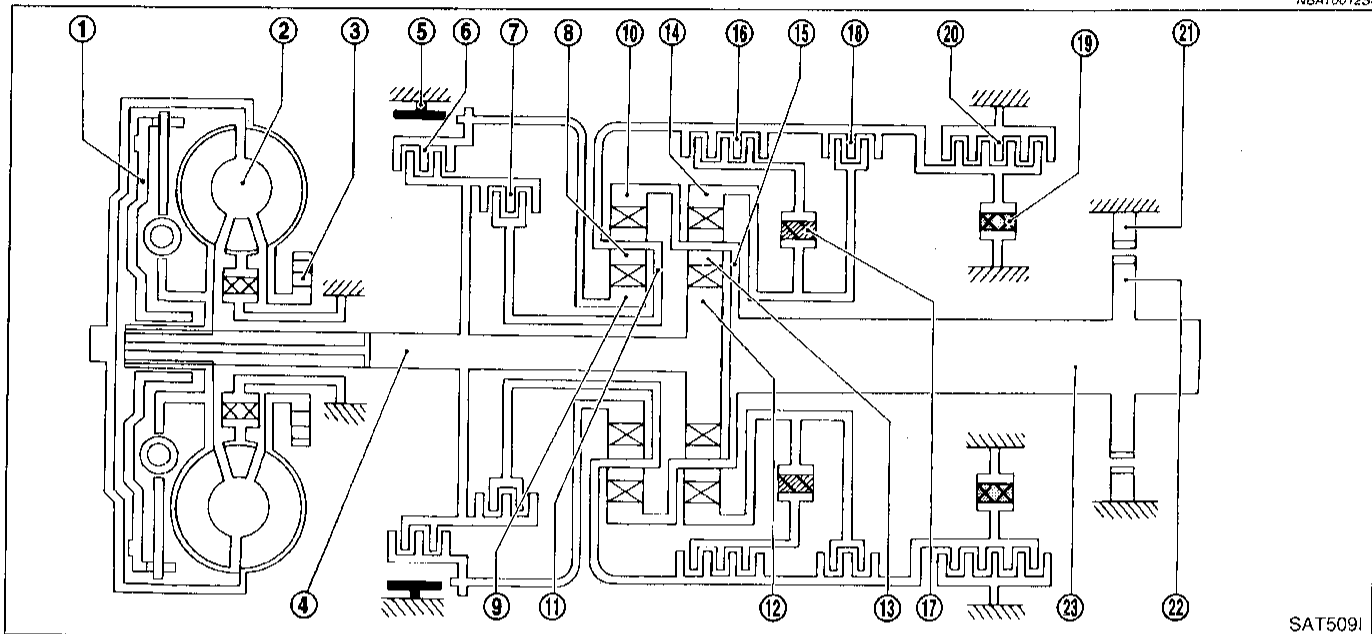 ① ② ③ ⑤ ⑥ ⑦ ⑧ ⑩ ⑭ ⑯ ⑮ ⑱ ⑳ ⑲ ㉑
④ ⑨ ⑪ ⑫ ⑬ ⑰ ㉓ ㉒